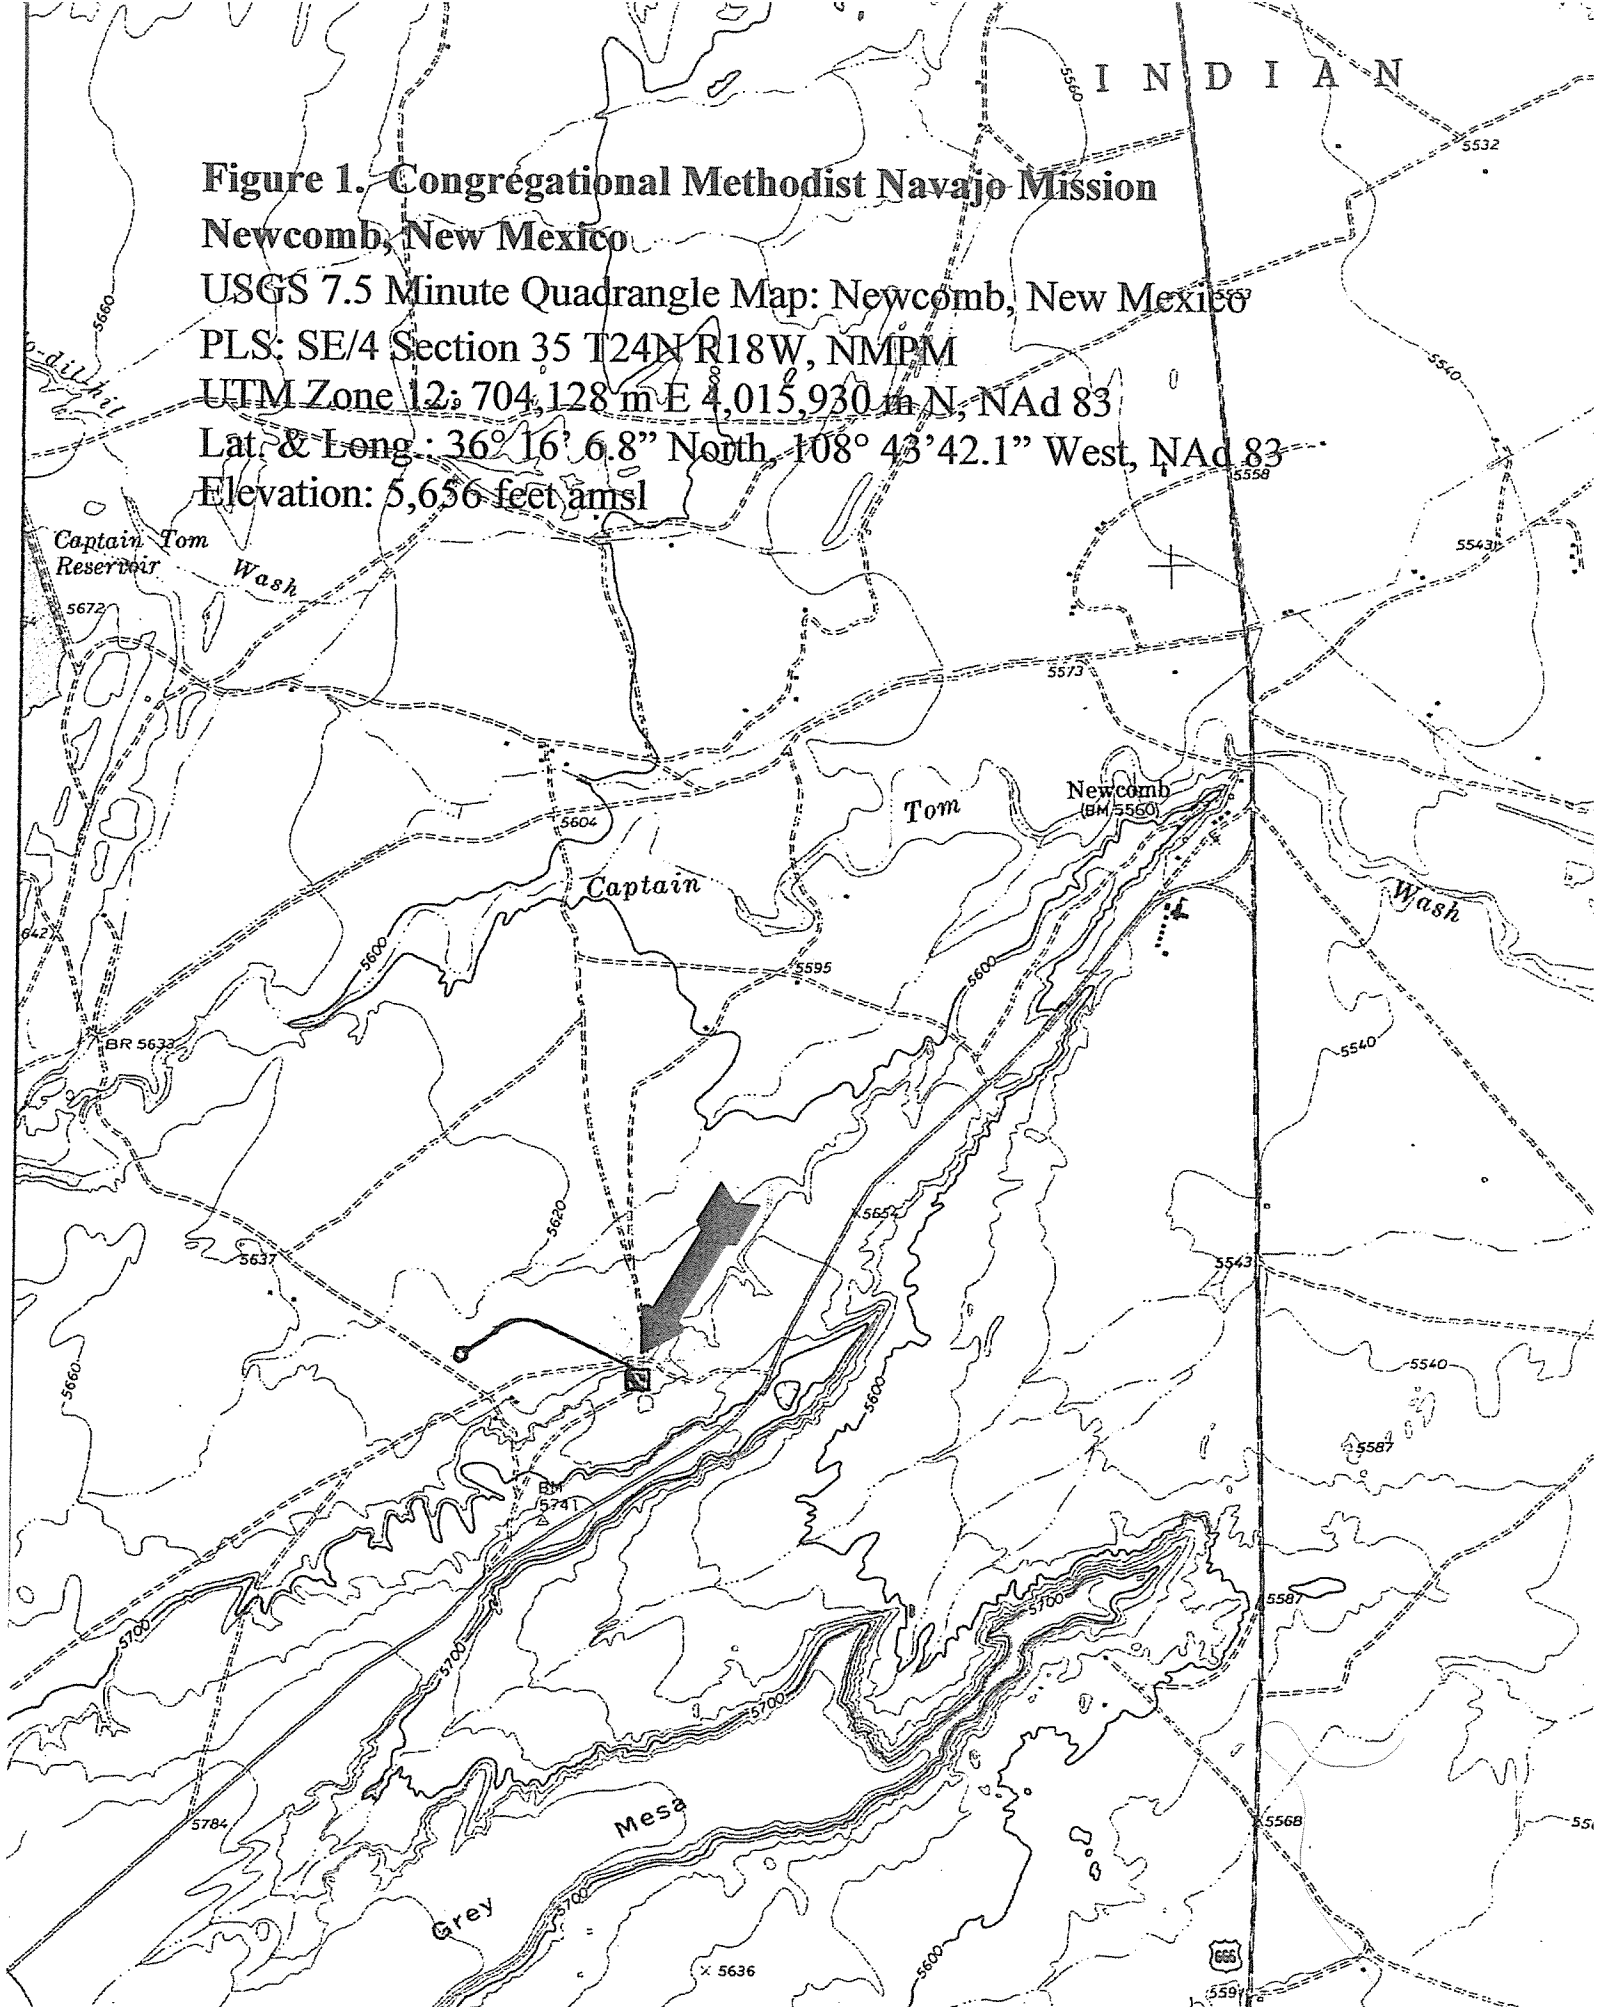 INDIAN
5560
5532
Figure 1. Congregational Methodist Navajo Mission
Newcomb, New Mexico
USGS 7.5 Minute Quadrangle Map: Newcomb, New Mexico
PLS: SE/4 Section 35 T24N R18W, NMPM
UTM Zone 12; 704,128 m E 4,015,930 m N, NAd 83
Lat. & Long.: 36° 16’ 6.8” North, 108° 43’42.1” West, NAd 83
Elevation: 5,656 feet amsl
5660
5540
5558
5543
Captain Tom
Reservoir
Wash
5672
5573
Newcomb
(BM 5560)
Tom
5604
Captain
Wash
5600
5595
5600
BR 5633
5540
5620
5654
5637
5543
5660
5540
5600
5587
BM
5741
5700
5587
5700
5700
5700
Mesa
5784
5568
Grey
5700
5600
5636
666
5591